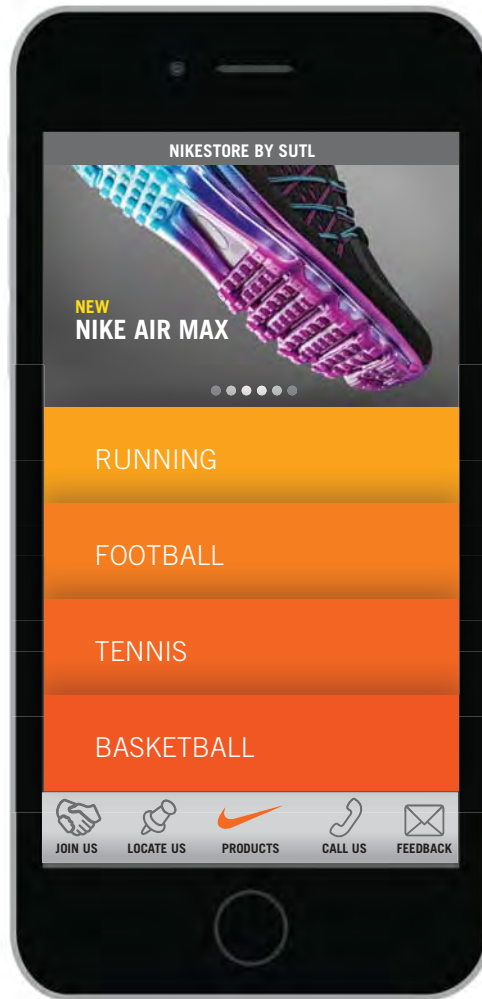 NIKESTORE BY SUTL
NEW
NIKE AIR MAX
RUNNING
FOOTBALL
TENNIS
BASKETBALL
JOIN US LOCATE US PRODUCTS CALL US FEEDBACK